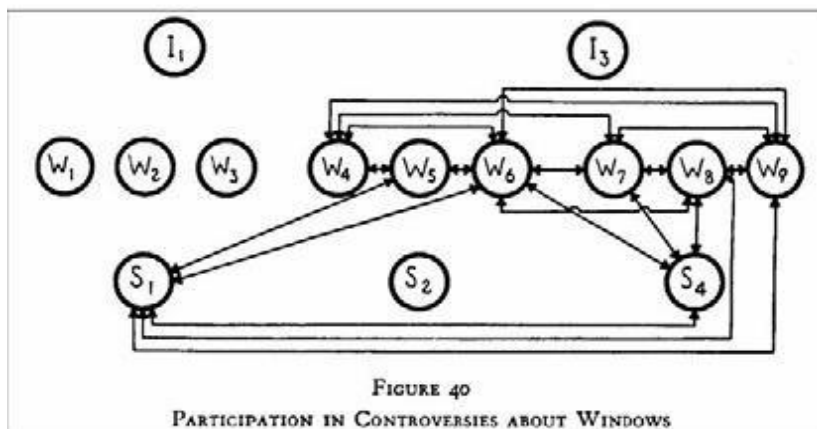 I1 I3
W1 W2 W3 W4 W5 W6 W7 W8 W9
S1 S2 S4
FIGURE 40
PARTICIPATION IN CONTROVERSIES ABOUT WINDOWS